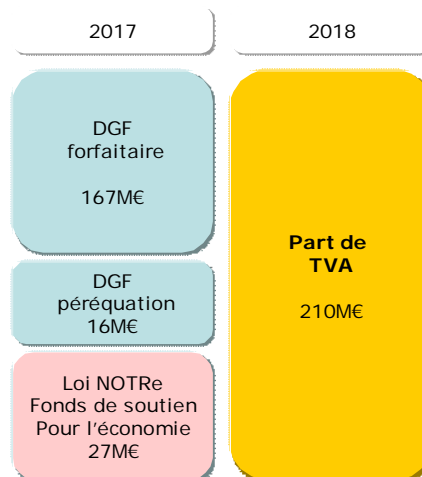 2017
2018
DGF
forfaitaire
167M€
DGF
péréquation
16M€
Loi NOTRe
Fonds de soutien
Pour l'économie
27M€
Part de
TVA
210M€